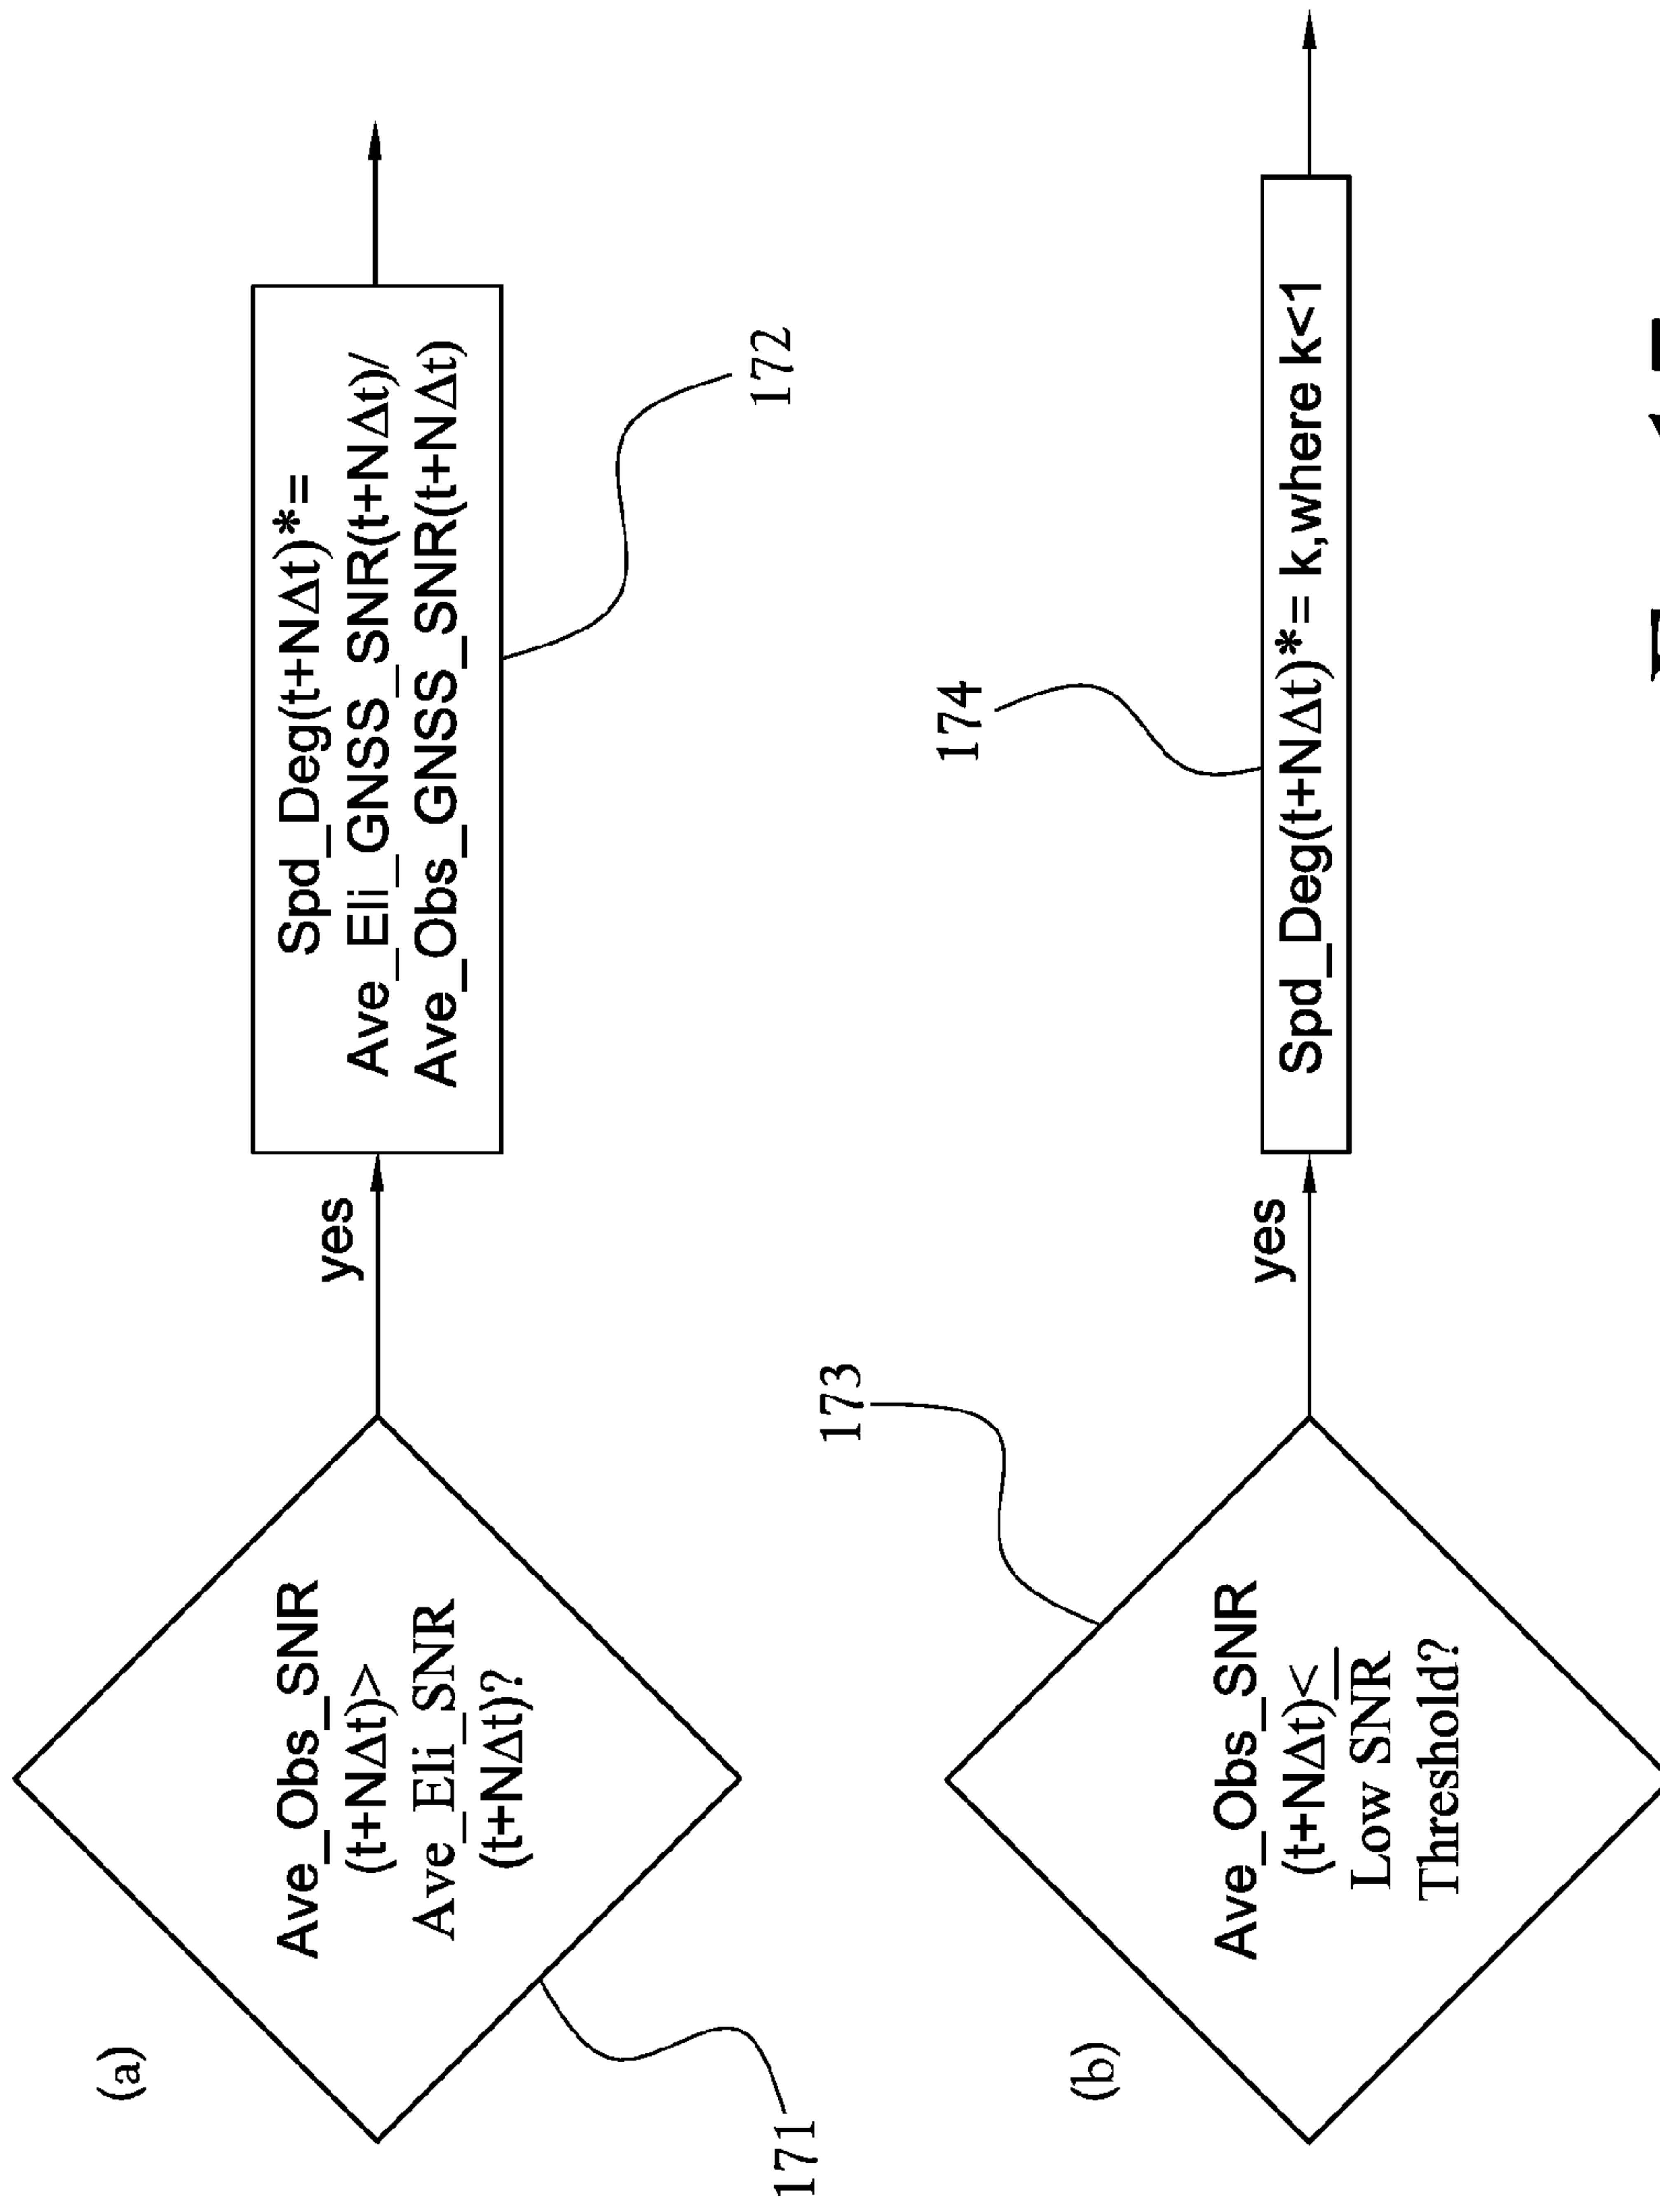 (a)
Ave_Obs_SNR
(t+NΔt)>
Ave_Eli_SNR
(t+NΔt)?
171
yes
Spd_Deg(t+NΔt)*=
Ave_Eli_GNSS_SNR(t+NΔt)/
Ave_Obs_GNSS_SNR(t+NΔt)
172
(b)
Ave_Obs_SNR
(t+NΔt)≤
Low SNR
Threshold?
173
yes
Spd_Deg(t+NΔt)*= k,where k<1
174